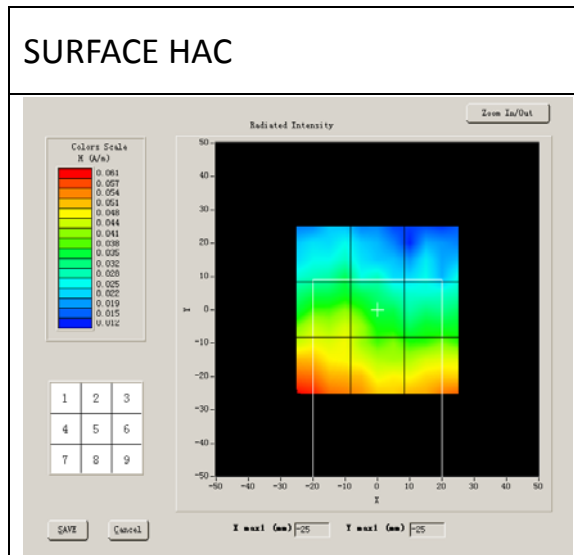 SURFACE HAC
Zoom In/Out
Radiated Intensity
Colors Scale
H (A/m)
0.061
0.057
0.054
0.051
0.048
0.044
0.041
0.038
0.035
0.032
0.028
0.025
0.022
0.019
0.015
0.012
50
40
30
20
10
0
-10
-20
-30
-40
-50
Y
-50 -40 -30 -20 -10 0 10 20 30 40 50
X
1 2 3
4 5 6
7 8 9
SAVE Cancel X maxi (mm) -25 Y maxi (mm) -25